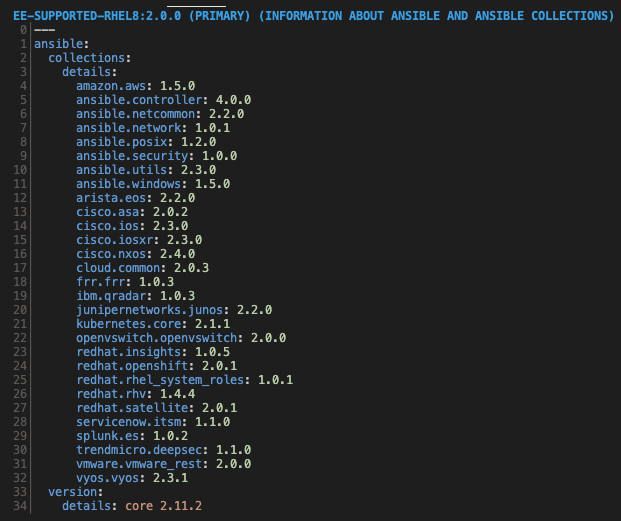 EE-SUPPORTED-RHEL8:2.0.0 (PRIMARY) (INFORMATION ABOUT ANSIBLE AND ANSIBLE COLLECTIONS)
0 ---
1 ansible:
2   collections:
3     details:
4       amazon.aws: 1.5.0
5       ansible.controller: 4.0.0
6       ansible.netcommon: 2.2.0
7       ansible.network: 1.0.1
8       ansible.posix: 1.2.0
9       ansible.security: 1.0.0
10       ansible.utils: 2.3.0
11       ansible.windows: 1.5.0
12       arista.eos: 2.2.0
13       cisco.asa: 2.0.2
14       cisco.ios: 2.3.0
15       cisco.iosxr: 2.3.0
16       cisco.nxos: 2.4.0
17       cloud.common: 2.0.3
18       frr.frr: 1.0.3
19       ibm.qradar: 1.0.3
20       junipernetworks.junos: 2.2.0
21       kubernetes.core: 2.1.1
22       openvswitch.openvswitch: 2.0.0
23       redhat.insights: 1.0.5
24       redhat.openshift: 2.0.1
25       redhat.rhel_system_roles: 1.0.1
26       redhat.rhv: 1.4.4
27       redhat.satellite: 2.0.1
28       servicenow.itsm: 1.1.0
29       splunk.es: 1.0.2
30       trendmicro.deepsec: 1.1.0
31       vmware.vmware_rest: 2.0.0
32       vyos.vyos: 2.3.1
33   version:
34     details: core 2.11.2